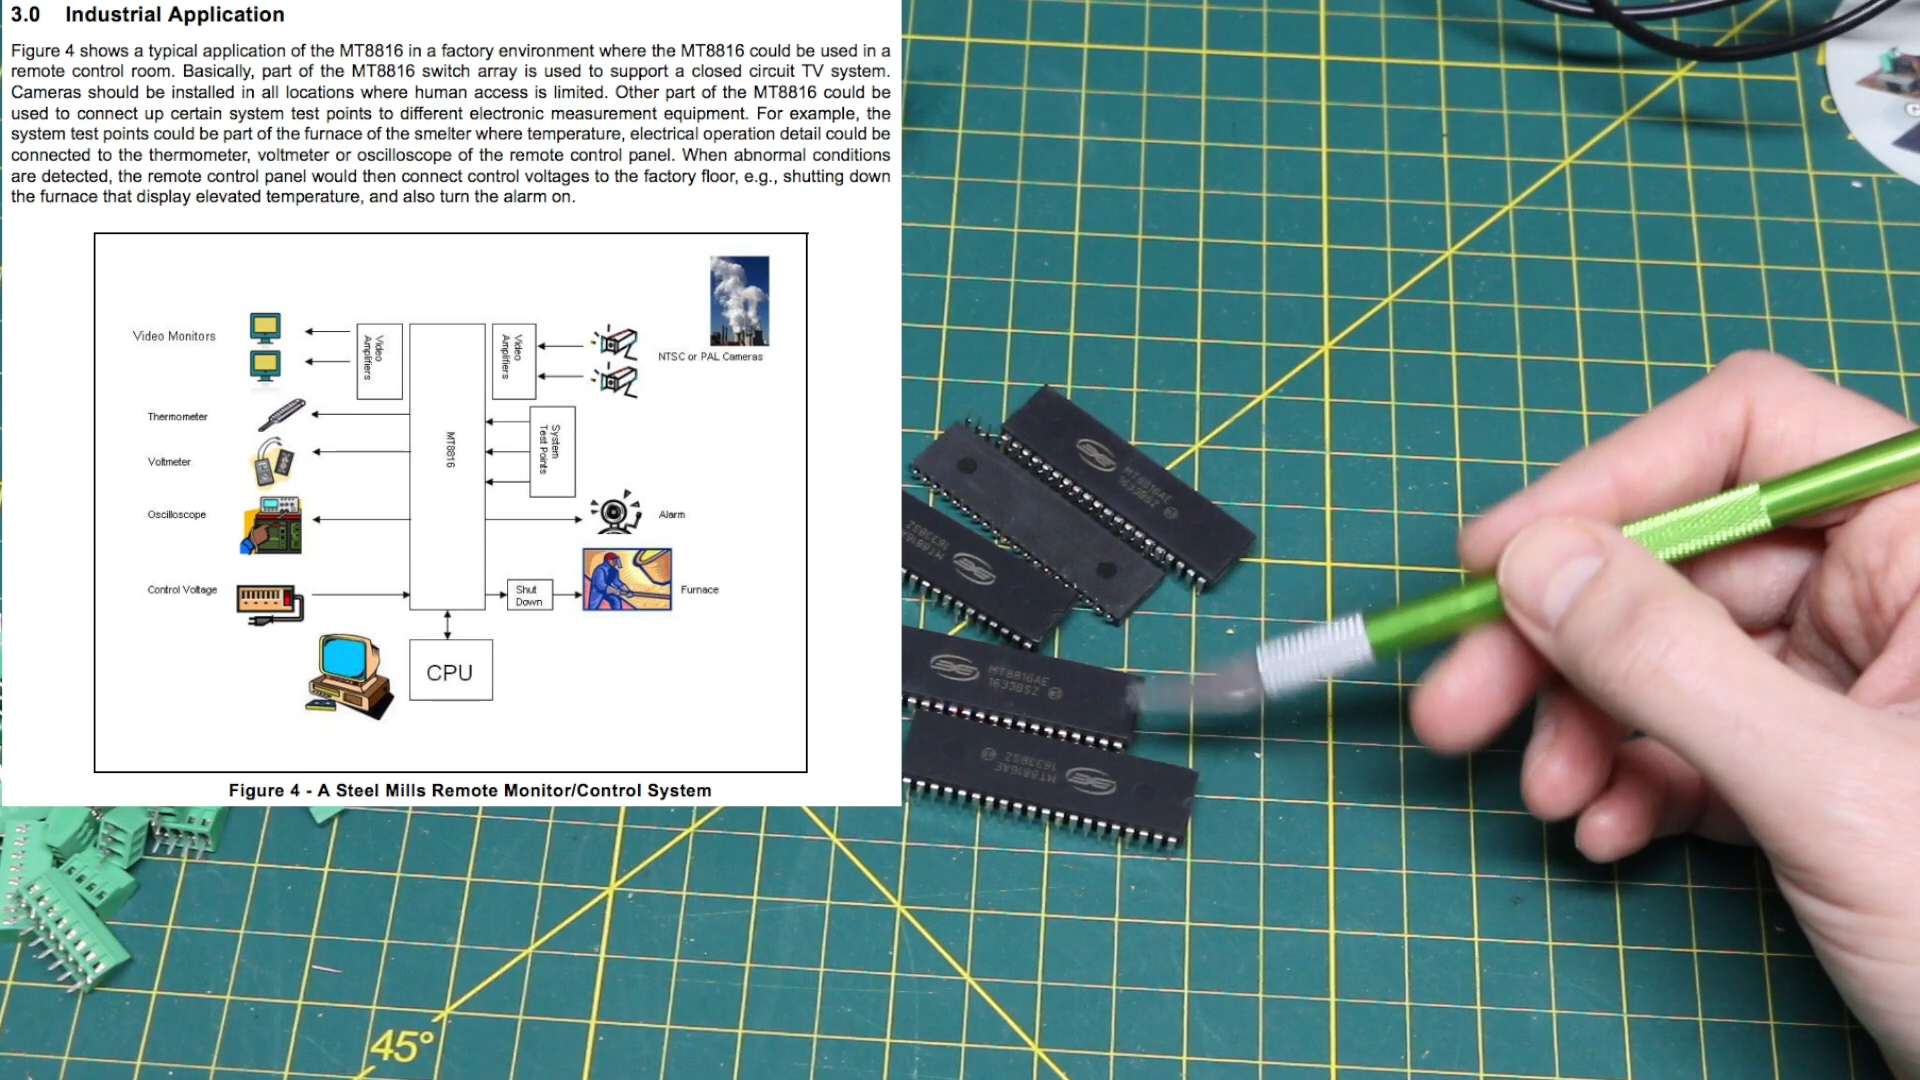 3.0 Industrial Application
Figure 4 shows a typical application of the MT8816 in a factory environment where the MT8816 could be used in a
remote control room. Basically, part of the MT8816 switch array is used to support a closed circuit TV system.
Cameras should be installed in all locations where human access is limited. Other part of the MT8816 could be
used to connect up certain system test points to different electronic measurement equipment. For example, the
system test points could be part of the furnace of the smelter where temperature, electrical operation detail could be
connected to the thermometer, voltmeter or oscilloscope of the remote control panel. When abnormal conditions
are detected, the remote control panel would then connect control voltages to the factory floor, e.g., shutting down
the furnace that display elevated temperature, and also turn the alarm on.
Video Monitors
Video
Amplifiers
Video
Amplifiers
NTSC or PAL Cameras
Thermometer
MT8816
System
Test Points
Voltmeter
Oscilloscope
Alarm
Control Voltage
Shut
Down
Furnace
CPU
Figure 4 - A Steel Mills Remote Monitor/Control System
MT8816AE
1633BSZ
MT8816AE
1633BSZ
MT8816AE
1633BSZ
45°